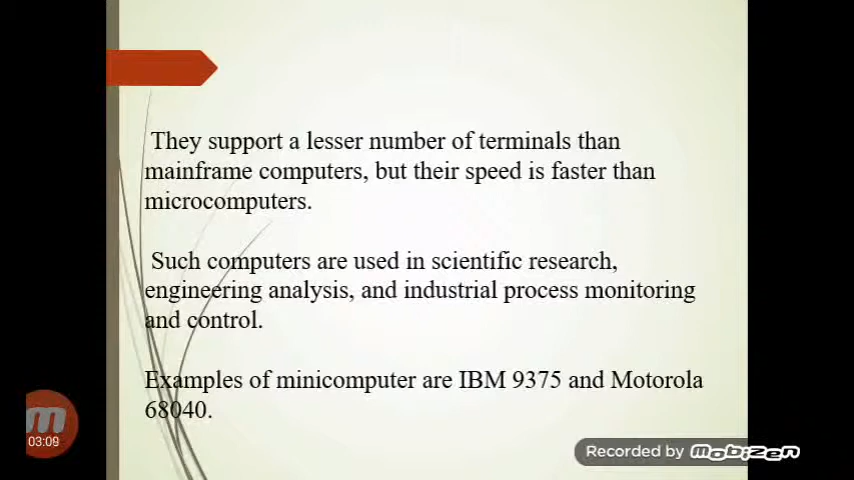 They support a lesser number of terminals than
mainframe computers, but their speed is faster than
microcomputers.
Such computers are used in scientific research,
engineering analysis, and industrial process monitoring
and control.
Examples of minicomputer are IBM 9375 and Motorola
68040.
m
03:09
Recorded by mobizen